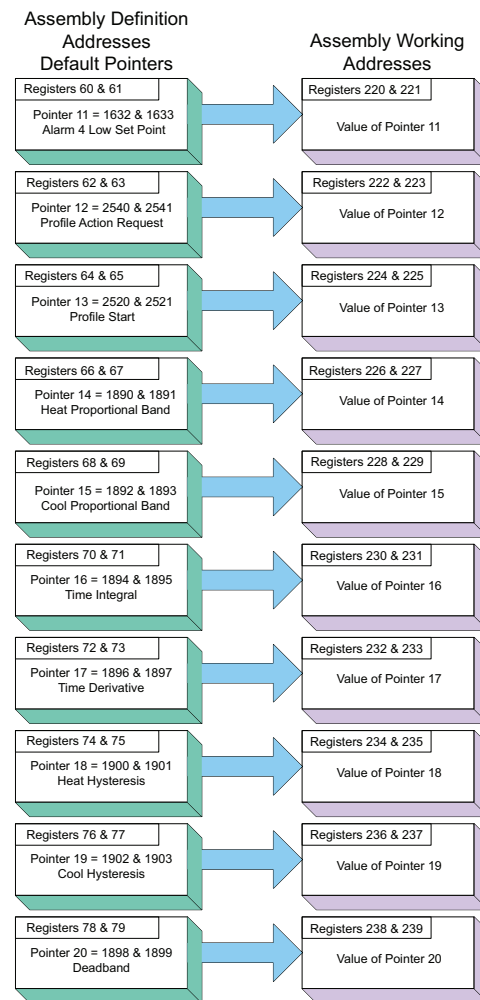 Assembly Definition
Addresses
Default Pointers
Assembly Working
Addresses
Registers 60 & 61
Pointer 11 = 1632 & 1633
Alarm 4 Low Set Point
Registers 220 & 221
Value of Pointer 11
Registers 62 & 63
Pointer 12 = 2540 & 2541
Profile Action Request
Registers 222 & 223
Value of Pointer 12
Registers 64 & 65
Pointer 13 = 2520 & 2521
Profile Start
Registers 224 & 225
Value of Pointer 13
Registers 66 & 67
Pointer 14 = 1890 & 1891
Heat Proportional Band
Registers 226 & 227
Value of Pointer 14
Registers 68 & 69
Pointer 15 = 1892 & 1893
Cool Proportional Band
Registers 228 & 229
Value of Pointer 15
Registers 70 & 71
Pointer 16 = 1894 & 1895
Time Integral
Registers 230 & 231
Value of Pointer 16
Registers 72 & 73
Pointer 17 = 1896 & 1897
Time Derivative
Registers 232 & 233
Value of Pointer 17
Registers 74 & 75
Pointer 18 = 1900 & 1901
Heat Hysteresis
Registers 234 & 235
Value of Pointer 18
Registers 76 & 77
Pointer 19 = 1902 & 1903
Cool Hysteresis
Registers 236 & 237
Value of Pointer 19
Registers 78 & 79
Pointer 20 = 1898 & 1899
Deadband
Registers 238 & 239
Value of Pointer 20